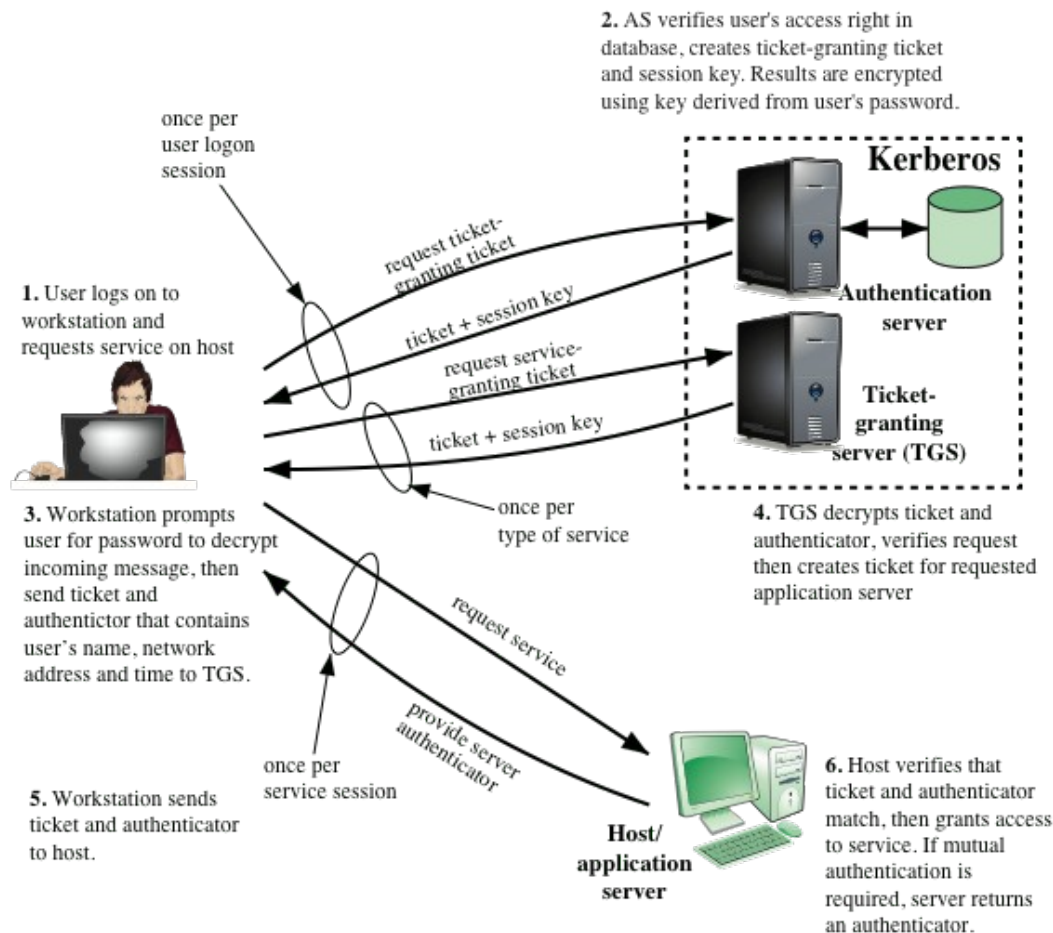 2. AS verifies user's access right in
database, creates ticket-granting ticket
and session key. Results are encrypted
using key derived from user's password.
once per
user logon
session
Kerberos
request ticket-
granting ticket
1. User logs on to
workstation and
requests service on host
ticket + session key
Authentication
server
request service-
granting ticket
ticket + session key
Ticket-
granting
server (TGS)
once per
type of service
3. Workstation prompts
user for password to decrypt
incoming message, then
send ticket and
authentictor that contains
user's name, network
address and time to TGS.
4. TGS decrypts ticket and
authenticator, verifies request
then creates ticket for requested
application server
request service
provide server
authenticator
once per
service session
5. Workstation sends
ticket and authenticator
to host.
Host/
application
server
6. Host verifies that
ticket and authenticator
match, then grants access
to service. If mutual
authentication is
required, server returns
an authenticator.